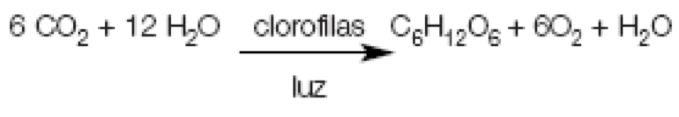 6 CO₂ + 12 H₂O clorofilas C₆H₁₂O₆ + 6O₂ + H₂O
luz